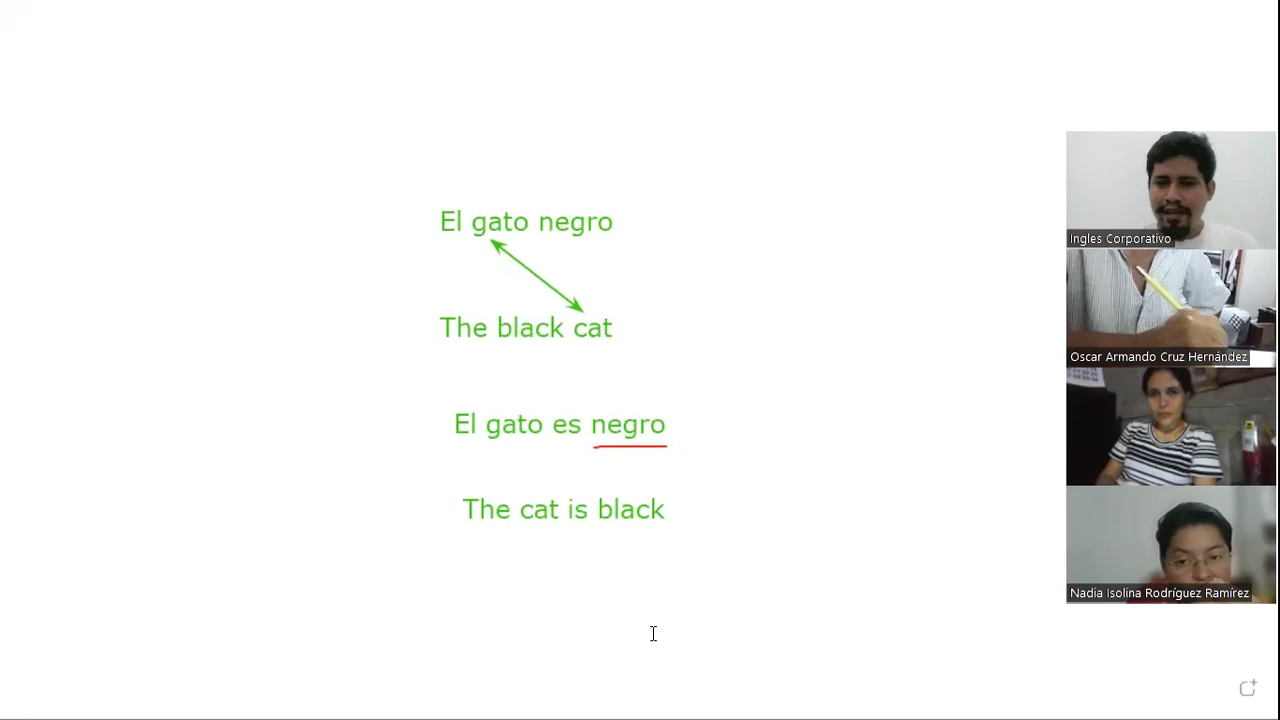 El gato negro
The black cat
El gato es negro
The cat is black
Ingles Corporativo
Oscar Armando Cruz Hernández
Nadia Isolina Rodríguez Ramírez